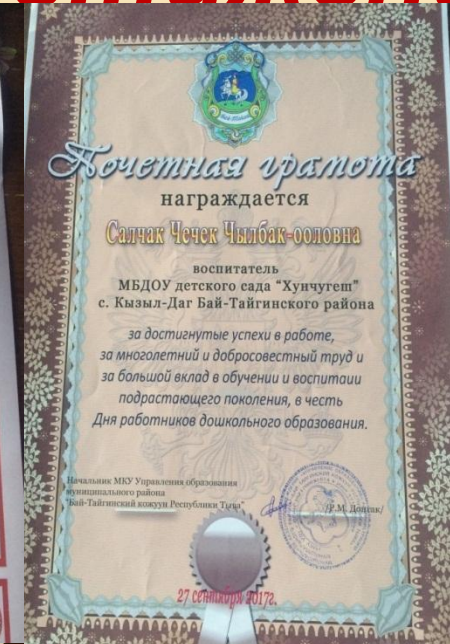 Почетная грамота
награждается
Салчак Чечек Чылбак-ооловна
воспитатель
МБДОУ детского сада "Хунчугеш"
с. Кызыл-Даг Бай-Тайгинского района
за достигнутые успехи в работе,
за многолетний и добросовестный труд и
за большой вклад в обучении и воспитаии
подрастающего поколения, в честь
Дня работников дошкольного образования.
Начальник МКУ Управления образования
муниципального района
"Бай-Тайгинский кожуун Республики Тыва"
/Р.М. Донгак/
27 сентября 2017г.